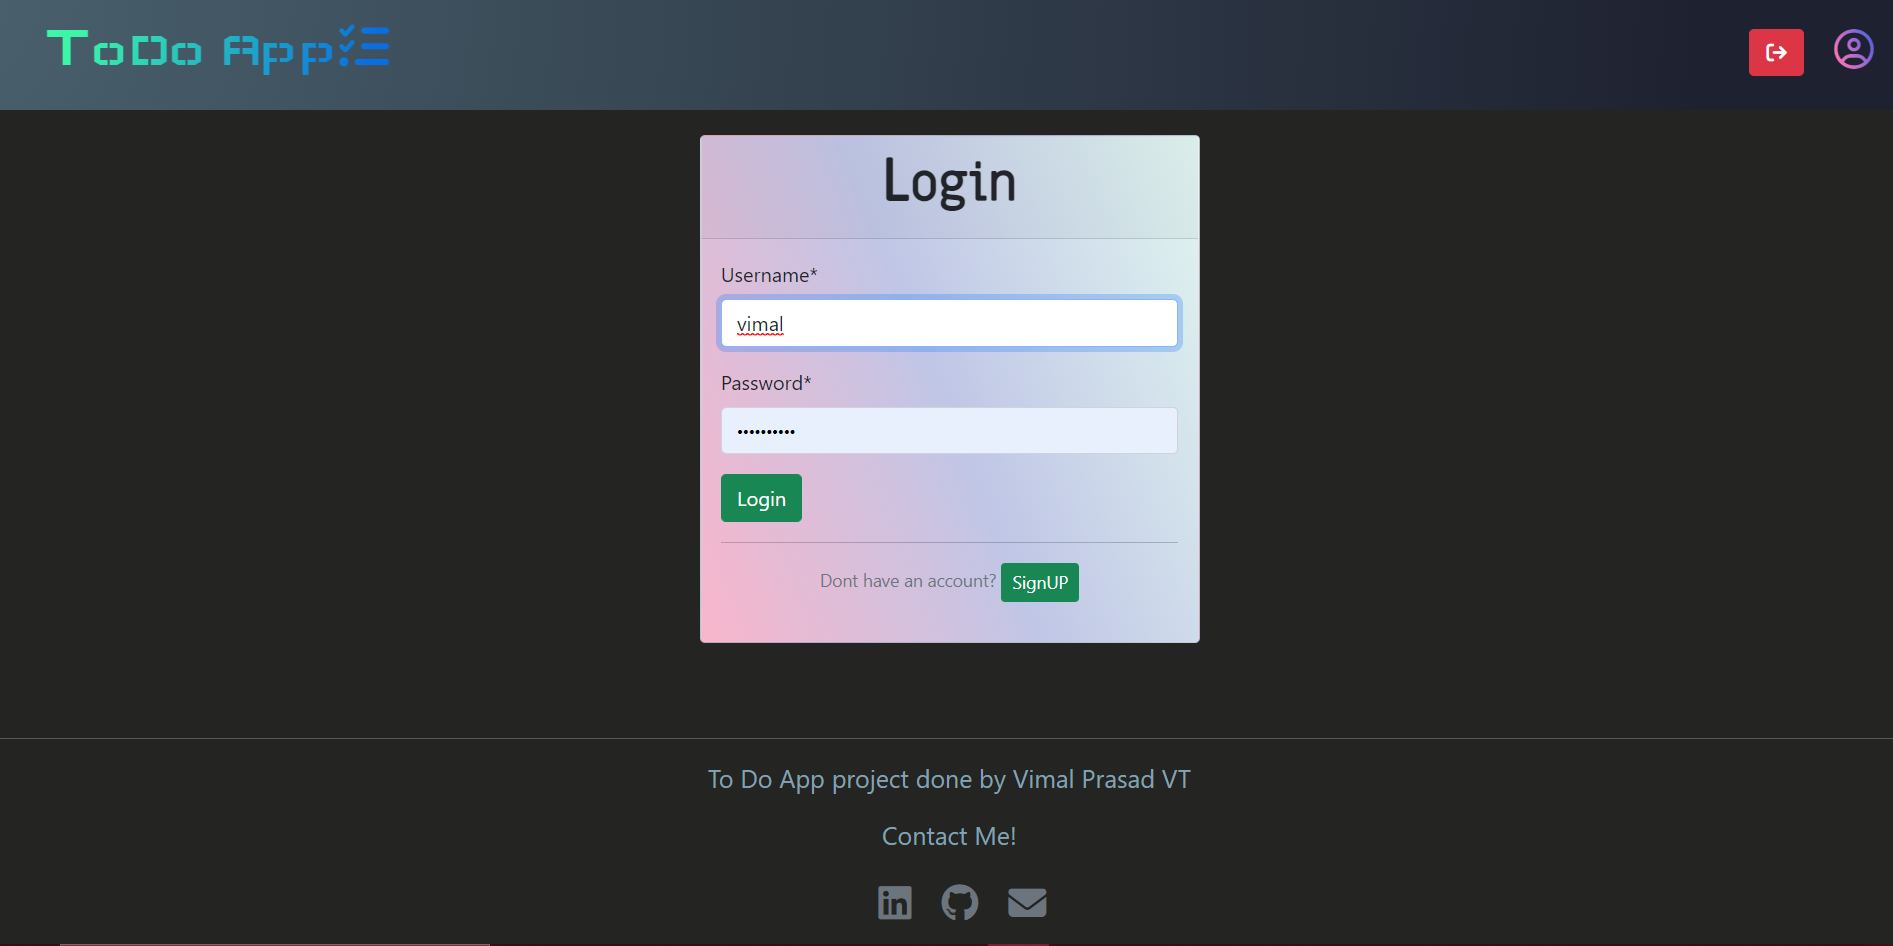 ToDo App
Login
Username*
vimal
Password*
••••••••••
Login
Dont have an account? SignUP
To Do App project done by Vimal Prasad VT
Contact Me!
in